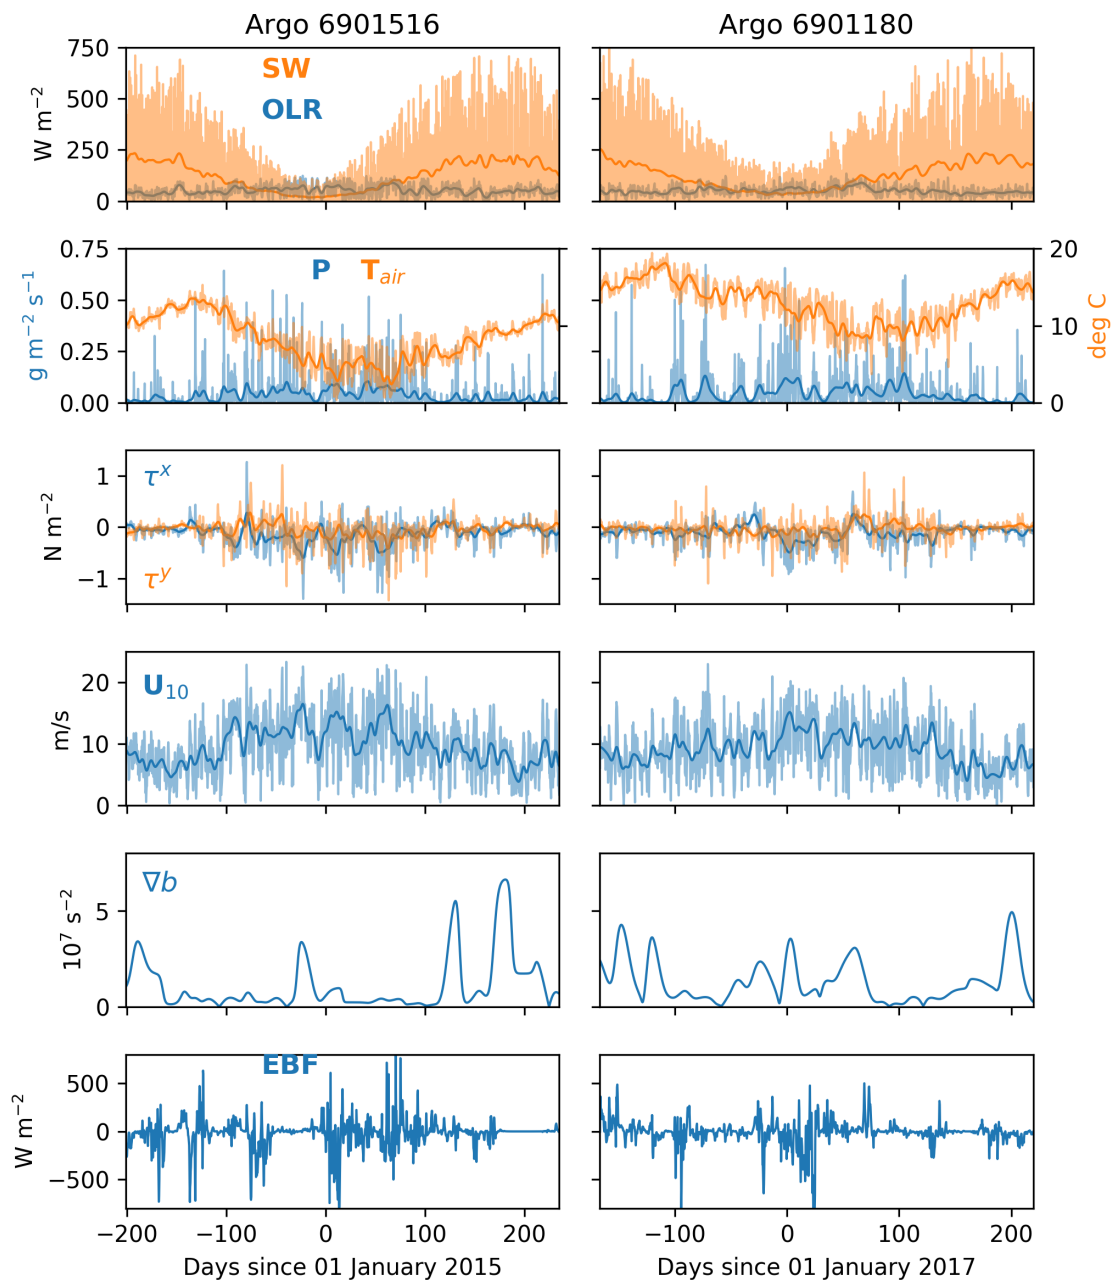 Argo 6901516 Argo 6901180
750
500
250
0
W m⁻²
SW
OLR
0.75
0.50
0.25
0.00
g m⁻² s⁻¹
P T_air
20
10
0
deg C
1
0
−1
N m⁻²
τˣ
τʸ
20
10
0
m/s
U₁₀
5
0
10⁷ s⁻²
∇b
500
0
−500
W m⁻²
EBF
−200 −100 0 100 200 −100 0 100 200
Days since 01 January 2015 Days since 01 January 2017